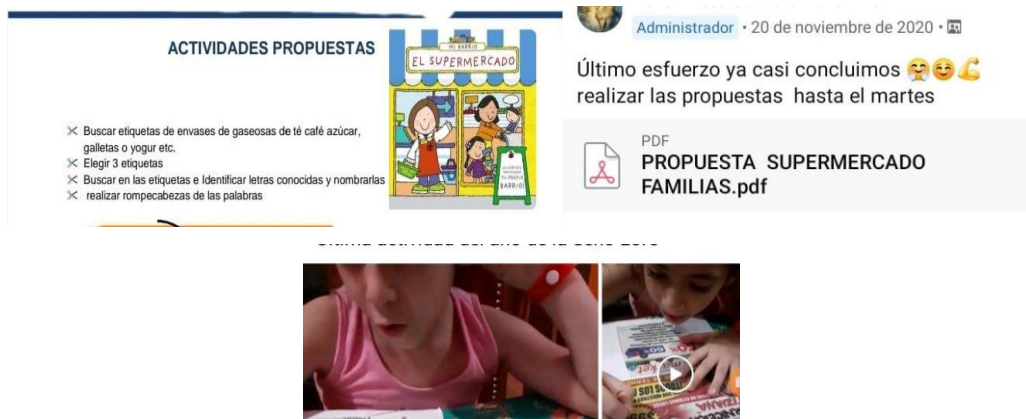 ACTIVIDADES PROPUESTAS
MI BARRIO
EL SUPERMERCADO
BARRIO!
Buscar etiquetas de envases de gaseosas de té café azúcar,
galletas o yogur etc.
Elegir 3 etiquetas
Buscar en las etiquetas e Identificar letras conocidas y nombrarlas
realizar rompecabezas de las palabras
Administrador · 20 de noviembre de 2020 ·
Último esfuerzo ya casi concluimos 🤗☺️💪
realizar las propuestas hasta el martes
PDF
PROPUESTA SUPERMERCADO
FAMILIAS.pdf